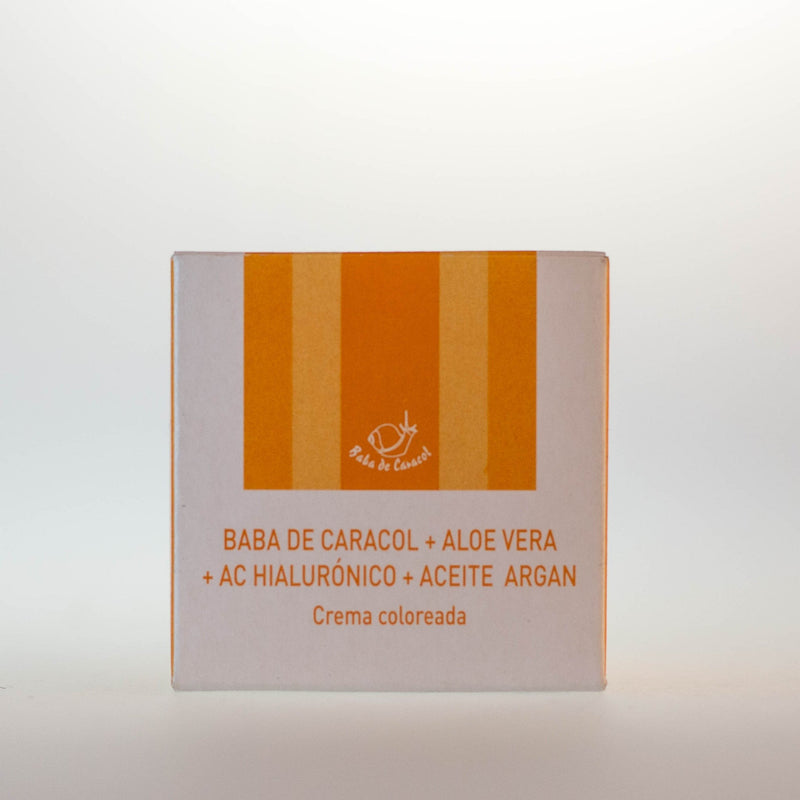 Baba de Caracol
BABA DE CARACOL + ALOE VERA
+ AC HIALURÓNICO + ACEITE ARGAN
Crema coloreada